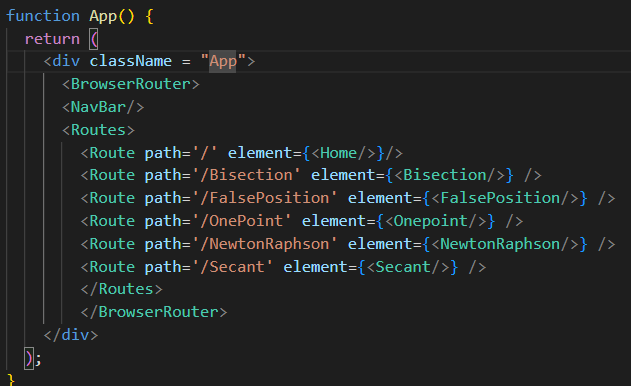 function App() {
  return (
    <div className = "App">
      <BrowserRouter>
      <NavBar/>
      <Routes>
        <Route path='/' element={<Home/>}/>
        <Route path='/Bisection' element={<Bisection/>} />
        <Route path='/FalsePosition' element={<FalsePosition/>} />
        <Route path='/OnePoint' element={<Onepoint/>} />
        <Route path='/NewtonRaphson' element={<NewtonRaphson/>} />
        <Route path='/Secant' element={<Secant/>} />
        </Routes>
        </BrowserRouter>
    </div>
  );
}